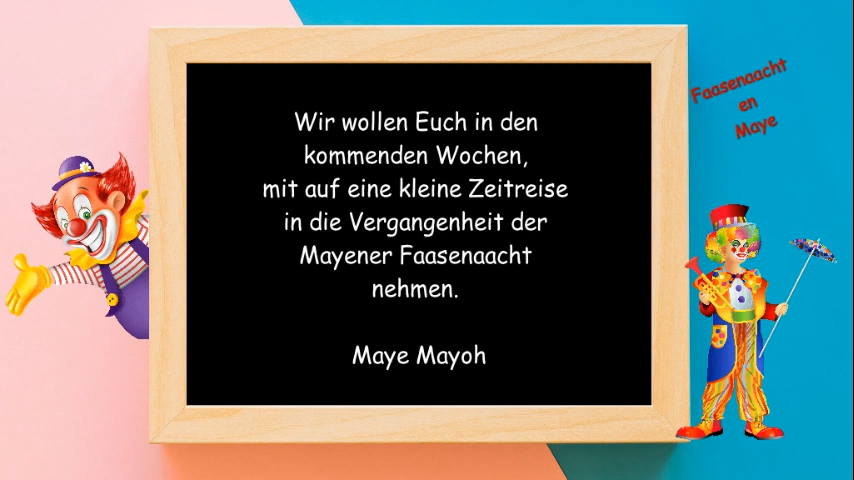 Wir wollen Euch in den
kommenden Wochen,
mit auf eine kleine Zeitreise
in die Vergangenheit der
Mayener Faasenaacht
nehmen.
Maye Mayoh
Faasenaacht
en
Maye